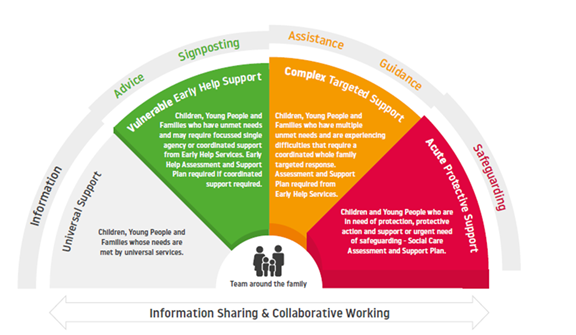 Information
Advice
Signposting
Assistance
Guidance
Safeguarding
Universal Support
Children, Young People and
Families whose needs are
met by universal services.
Vulnerable Early Help Support
Children, Young People and
Families who have unmet needs
and may require focussed single
agency or coordinated support
from Early Help Services. Early
Help Assessment and Support
Plan required if coordinated
support required.
Complex Targeted Support
Children, Young People and
Families who have multiple
unmet needs and are experiencing
difficulties that require a
coordinated whole family
targeted response.
Assessment and Support
Plan required from
Early Help Services.
Acute Protective Support
Children and Young People who are
in need of protection, protective
action and support or urgent need
of safeguarding - Social Care
Assessment and Support Plan.
Team around the family
Information Sharing & Collaborative Working